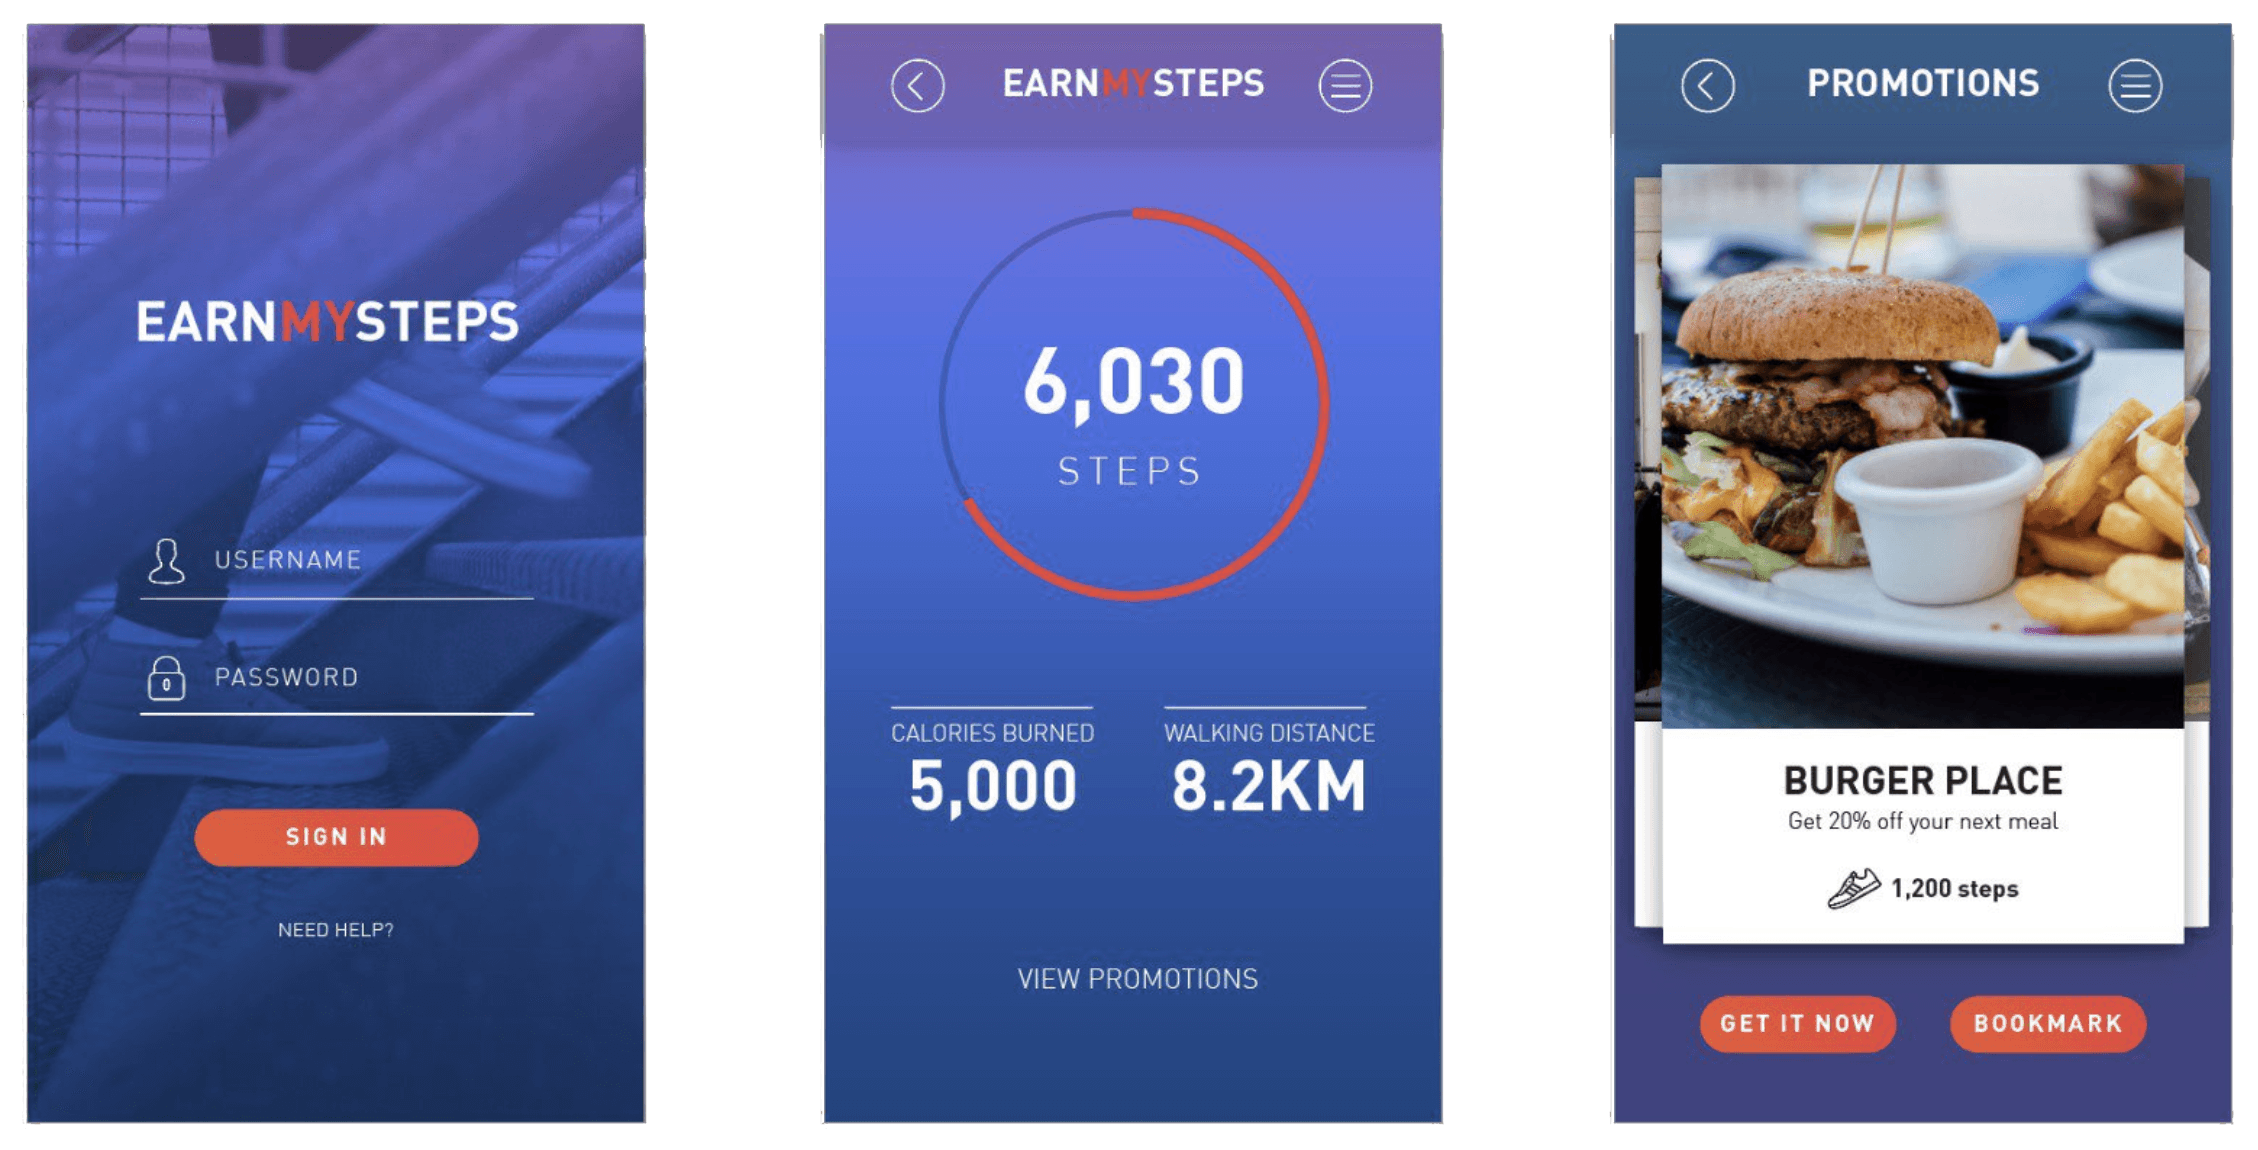 EARNMYSTEPS
USERNAME
PASSWORD
SIGN IN
NEED HELP?
EARNMYSTEPS
6,030
STEPS
CALORIES BURNED
5,000
WALKING DISTANCE
8.2KM
VIEW PROMOTIONS
PROMOTIONS
BURGER PLACE
Get 20% off your next meal
1,200 steps
GET IT NOW
BOOKMARK